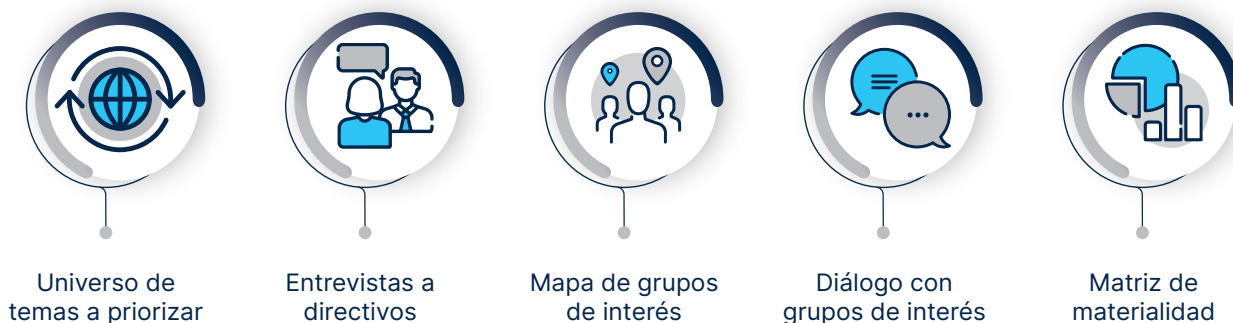 Universo de
temas a priorizar
Entrevistas a
directivos
Mapa de grupos
de interés
Diálogo con
grupos de interés
Matriz de
materialidad